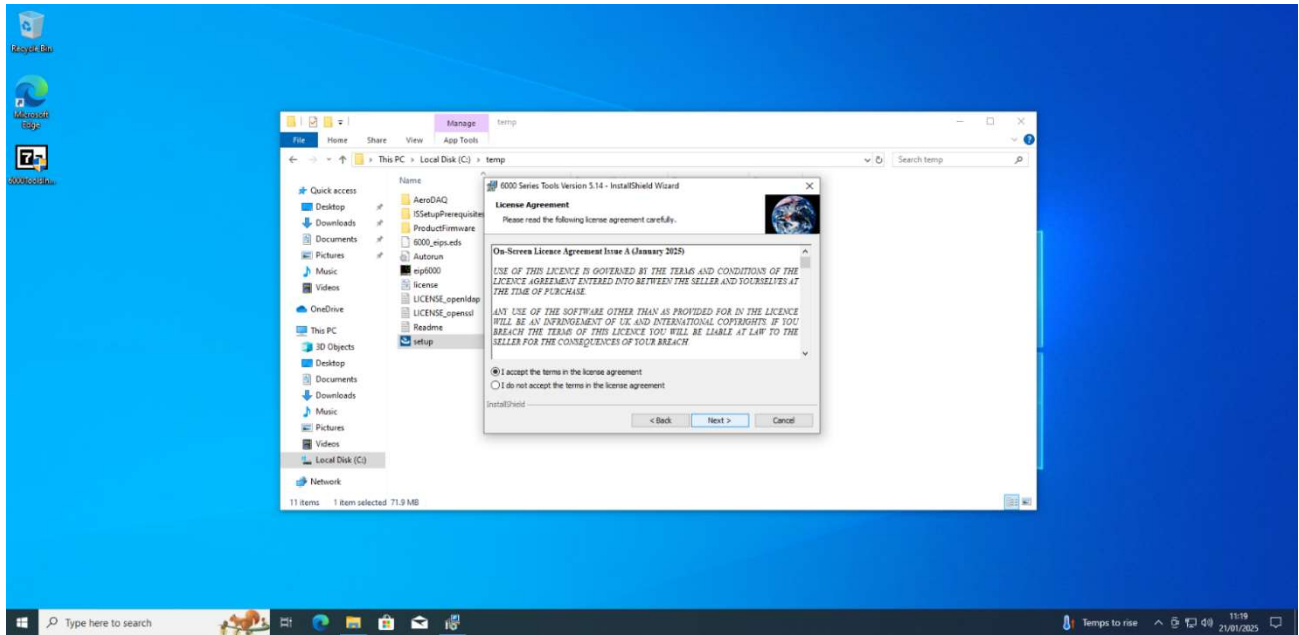 Recycle Bin
Microsoft
Edge
Manage
temp
File
Home
Share
View
App Tools
This PC > Local Disk (C:) > temp
Search temp
Quick access
Desktop
Downloads
Documents
Pictures
Music
Videos
OneDrive
This PC
3D Objects
Desktop
Documents
Downloads
Music
Pictures
Videos
Local Disk (C:)
Network
Name
AeroDAQ
ISSetupPrerequisites
ProductFirmware
6000_eips.eds
Autorun
eip6000
license
LICENSE_openldap
LICENSE_openssl
Readme
setup
6000 Series Tools Version 5.14 - InstallShield Wizard
License Agreement
Please read the following license agreement carefully.
On-Screen Licence Agreement Issue A (January 2025)
USE OF THIS LICENCE IS GOVERNED BY THE TERMS AND CONDITIONS OF THE
LICENCE AGREEMENT ENTERED INTO BETWEEN THE SELLER AND YOURSELVES AT
THE TIME OF PURCHASE.
ANY USE OF THE SOFTWARE OTHER THAN AS PROVIDED FOR IN THE LICENCE
WILL BE AN INFRINGEMENT OF UK AND INTERNATIONAL COPYRIGHTS. IF YOU
BREACH THE TERMS OF THIS LICENCE YOU WILL BE LIABLE AT LAW TO THE
SELLER FOR THE CONSEQUENCES OF YOUR BREACH
I accept the terms in the license agreement
I do not accept the terms in the license agreement
InstallShield
< Back
Next >
Cancel
11 items
1 item selected 71.9 MB
Type here to search
Temps to rise
11:19
21/01/2025